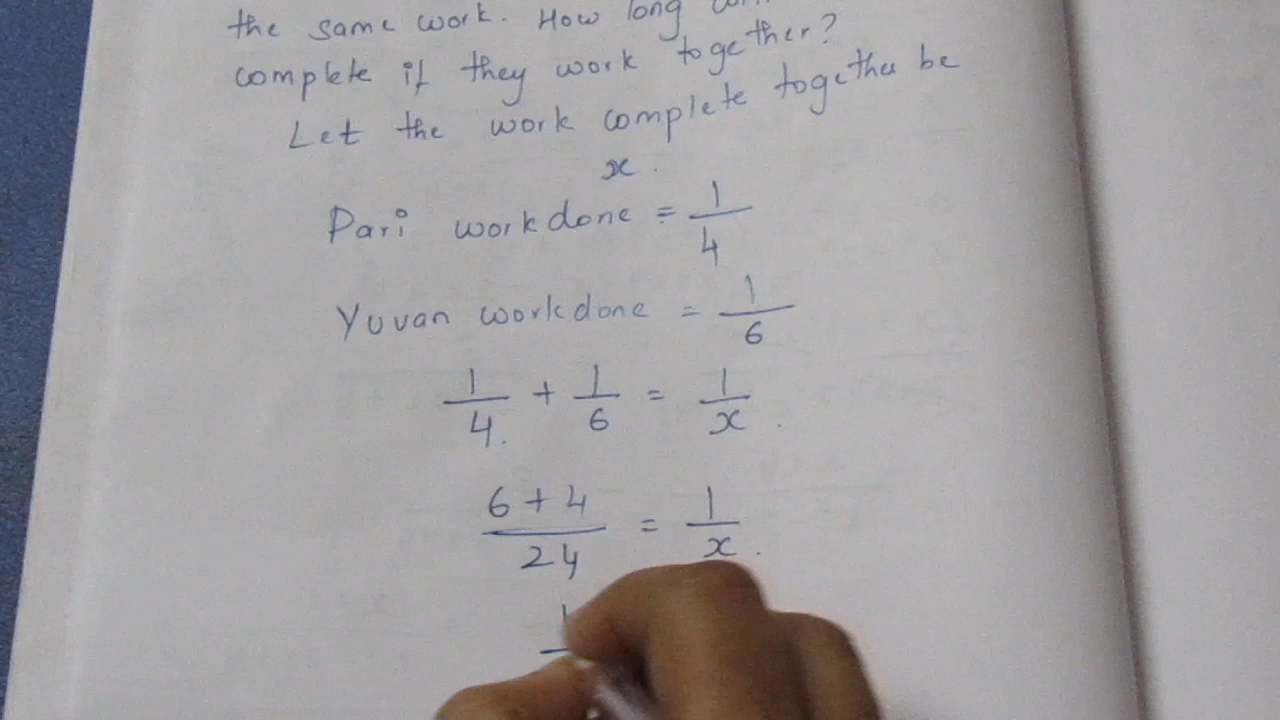 the same work. How long
complete if they work together?
Let the work complete together be
x.
Pari workdone = 1/4
Yuvan workdone = 1/6
1/4 + 1/6 = 1/x.
6+4/24 = 1/x.